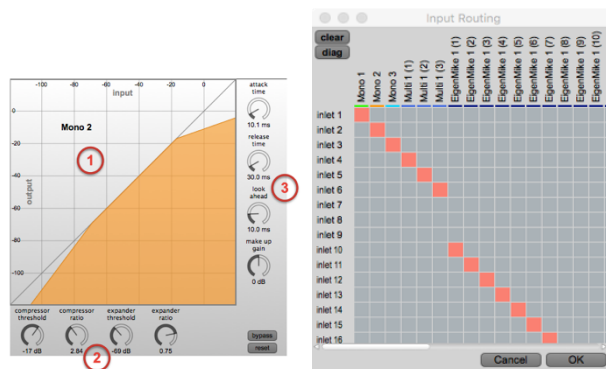 -100 -80 -60 -40 -20 0
input
0
-20
-40
-60
-80
-100
output
Mono 2
1
attack
time
10.1 ms
release
time
30.0 ms
look
ahead
10.0 ms
3
make up
gain
0 dB
compressor
threshold
-17 dB
compressor
ratio
2.84
expander
threshold
-69 dB
expander
ratio
0.75
2
bypass
reset
Input Routing
clear
diag
Mono 1
Mono 2
Mono 3
Multi 1 (1)
Multi 1 (2)
Multi 1 (3)
EigenMike 1 (1)
EigenMike 1 (2)
EigenMike 1 (3)
EigenMike 1 (4)
EigenMike 1 (5)
EigenMike 1 (6)
EigenMike 1 (7)
EigenMike 1 (8)
EigenMike 1 (9)
EigenMike 1 (10)
inlet 1
inlet 2
inlet 3
inlet 4
inlet 5
inlet 6
inlet 7
inlet 8
inlet 9
inlet 10
inlet 11
inlet 12
inlet 13
inlet 14
inlet 15
inlet 16
Cancel
OK